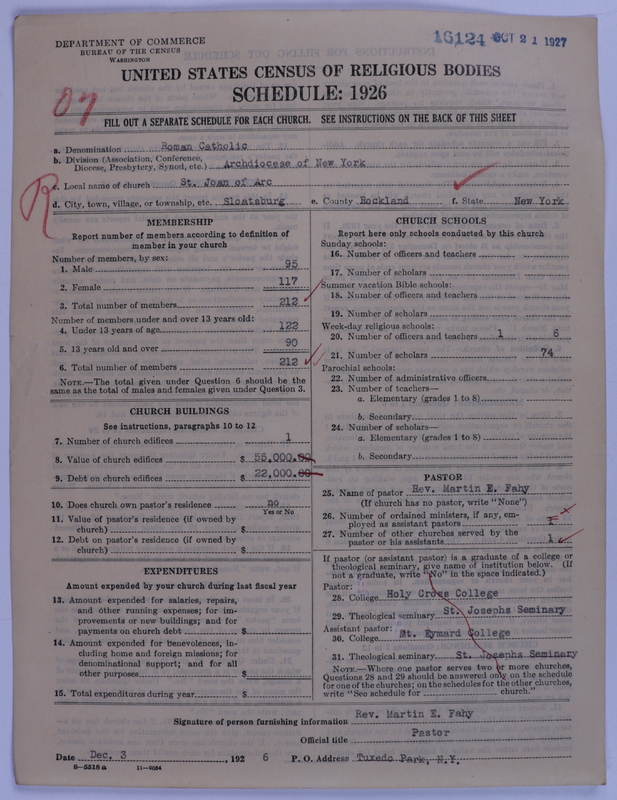 DEPARTMENT OF COMMERCE
BUREAU OF THE CENSUS
WASHINGTON
16124 OCT 21 1927
UNITED STATES CENSUS OF RELIGIOUS BODIES
SCHEDULE: 1926
FILL OUT A SEPARATE SCHEDULE FOR EACH CHURCH. SEE INSTRUCTIONS ON THE BACK OF THIS SHEET
a. Denomination Roman Catholic
b. Division (Association, Conference,
Diocese, Presbytery, Synod, etc.) Archdiocese of New York
c. Local name of church St. Joan of Arc
d. City, town, village, or township, etc. Sloatsburg e. County Rockland f. State New York
R
MEMBERSHIP
Report number of members according to definition of
member in your church
Number of members, by sex:
1. Male 95
2. Female 117
3. Total number of members 212
Number of members under and over 13 years old:
4. Under 13 years of age 122
5. 13 years old and over 90
6. Total number of members 212
NOTE.—The total given under Question 6 should be the
same as the total of males and females given under Question 3.
CHURCH BUILDINGS
See instructions, paragraphs 10 to 12
7. Number of church edifices 1
8. Value of church edifices $ 55,000.00
9. Debt on church edifices $ 22,000.00
10. Does church own pastor's residence no
Yes or No
11. Value of pastor's residence (if owned by
church) $
12. Debt on pastor's residence (if owned by
church) $
EXPENDITURES
Amount expended by your church during last fiscal year
13. Amount expended for salaries, repairs,
and other running expenses; for im-
provements or new buildings; and for
payments on church debt $
14. Amount expended for benevolences, in-
cluding home and foreign missions; for
denominational support; and for all
other purposes $
15. Total expenditures during year $
CHURCH SCHOOLS
Report here only schools conducted by this church
Sunday schools:
16. Number of officers and teachers
17. Number of scholars
Summer vacation Bible schools:
18. Number of officers and teachers
19. Number of scholars
Week-day religious schools:
20. Number of officers and teachers 1 6
21. Number of scholars 74
Parochial schools:
22. Number of administrative officers
23. Number of teachers—
a. Elementary (grades 1 to 8)
b. Secondary
24. Number of scholars—
a. Elementary (grades 1 to 8)
b. Secondary
PASTOR
25. Name of pastor Rev. Martin E. Fahy
(If church has no pastor, write "None")
26. Number of ordained ministers, if any, em-
ployed as assistant pastors
27. Number of other churches served by the
pastor or his assistants 1
If pastor (or assistant pastor) is a graduate of a college or
theological seminary, give name of institution below. (If
not a graduate, write "No" in the space indicated.)
Pastor:
28. College Holy Cross College
29. Theological seminary St. Josephs Seminary
Assistant pastor:
30. College St. Eymard College
31. Theological seminary St. Josephs Seminary
NOTE.—Where one pastor serves two or more churches,
Questions 28 and 29 should be answered only on the schedule
for one of the churches; on the schedules for the other churches,
write "See schedule for church."
Signature of person furnishing information Rev. Martin E. Fahy
Official title Pastor
Date Dec. 3, 192 6 P. O. Address Tuxedo Park, N.Y.
8—5518 a 11—9034